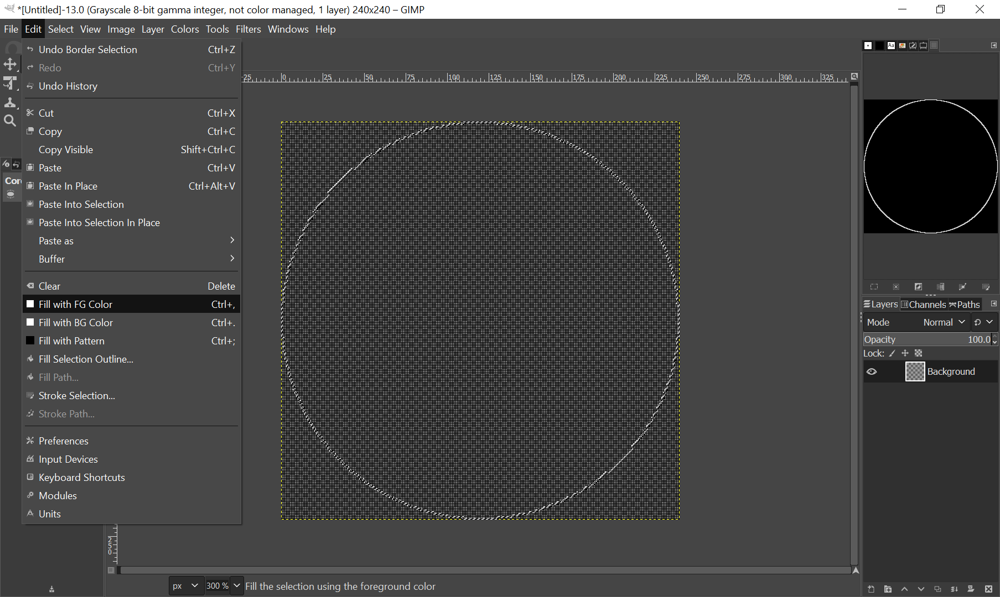 *[Untitled]-13.0 (Grayscale 8-bit gamma integer, not color managed, 1 layer) 240x240 – GIMP
File Edit Select View Image Layer Colors Tools Filters Windows Help
Undo Border Selection Ctrl+Z
Redo Ctrl+Y
Undo History
Cut Ctrl+X
Copy Ctrl+C
Copy Visible Shift+Ctrl+C
Paste Ctrl+V
Paste In Place Ctrl+Alt+V
Paste Into Selection
Paste Into Selection In Place
Paste as
Buffer
Clear Delete
Fill with FG Color Ctrl+,
Fill with BG Color Ctrl+.
Fill with Pattern Ctrl+;
Fill Selection Outline...
Fill Path...
Stroke Selection...
Stroke Path...
Preferences
Input Devices
Keyboard Shortcuts
Modules
Units
Cor
-25 0 25 50 75 100 125 150 175 200 225 250 275 300 325
250
px 300 % Fill the selection using the foreground color
Aa
Layers Channels Paths
Mode Normal
Opacity 100.0
Lock:
Background